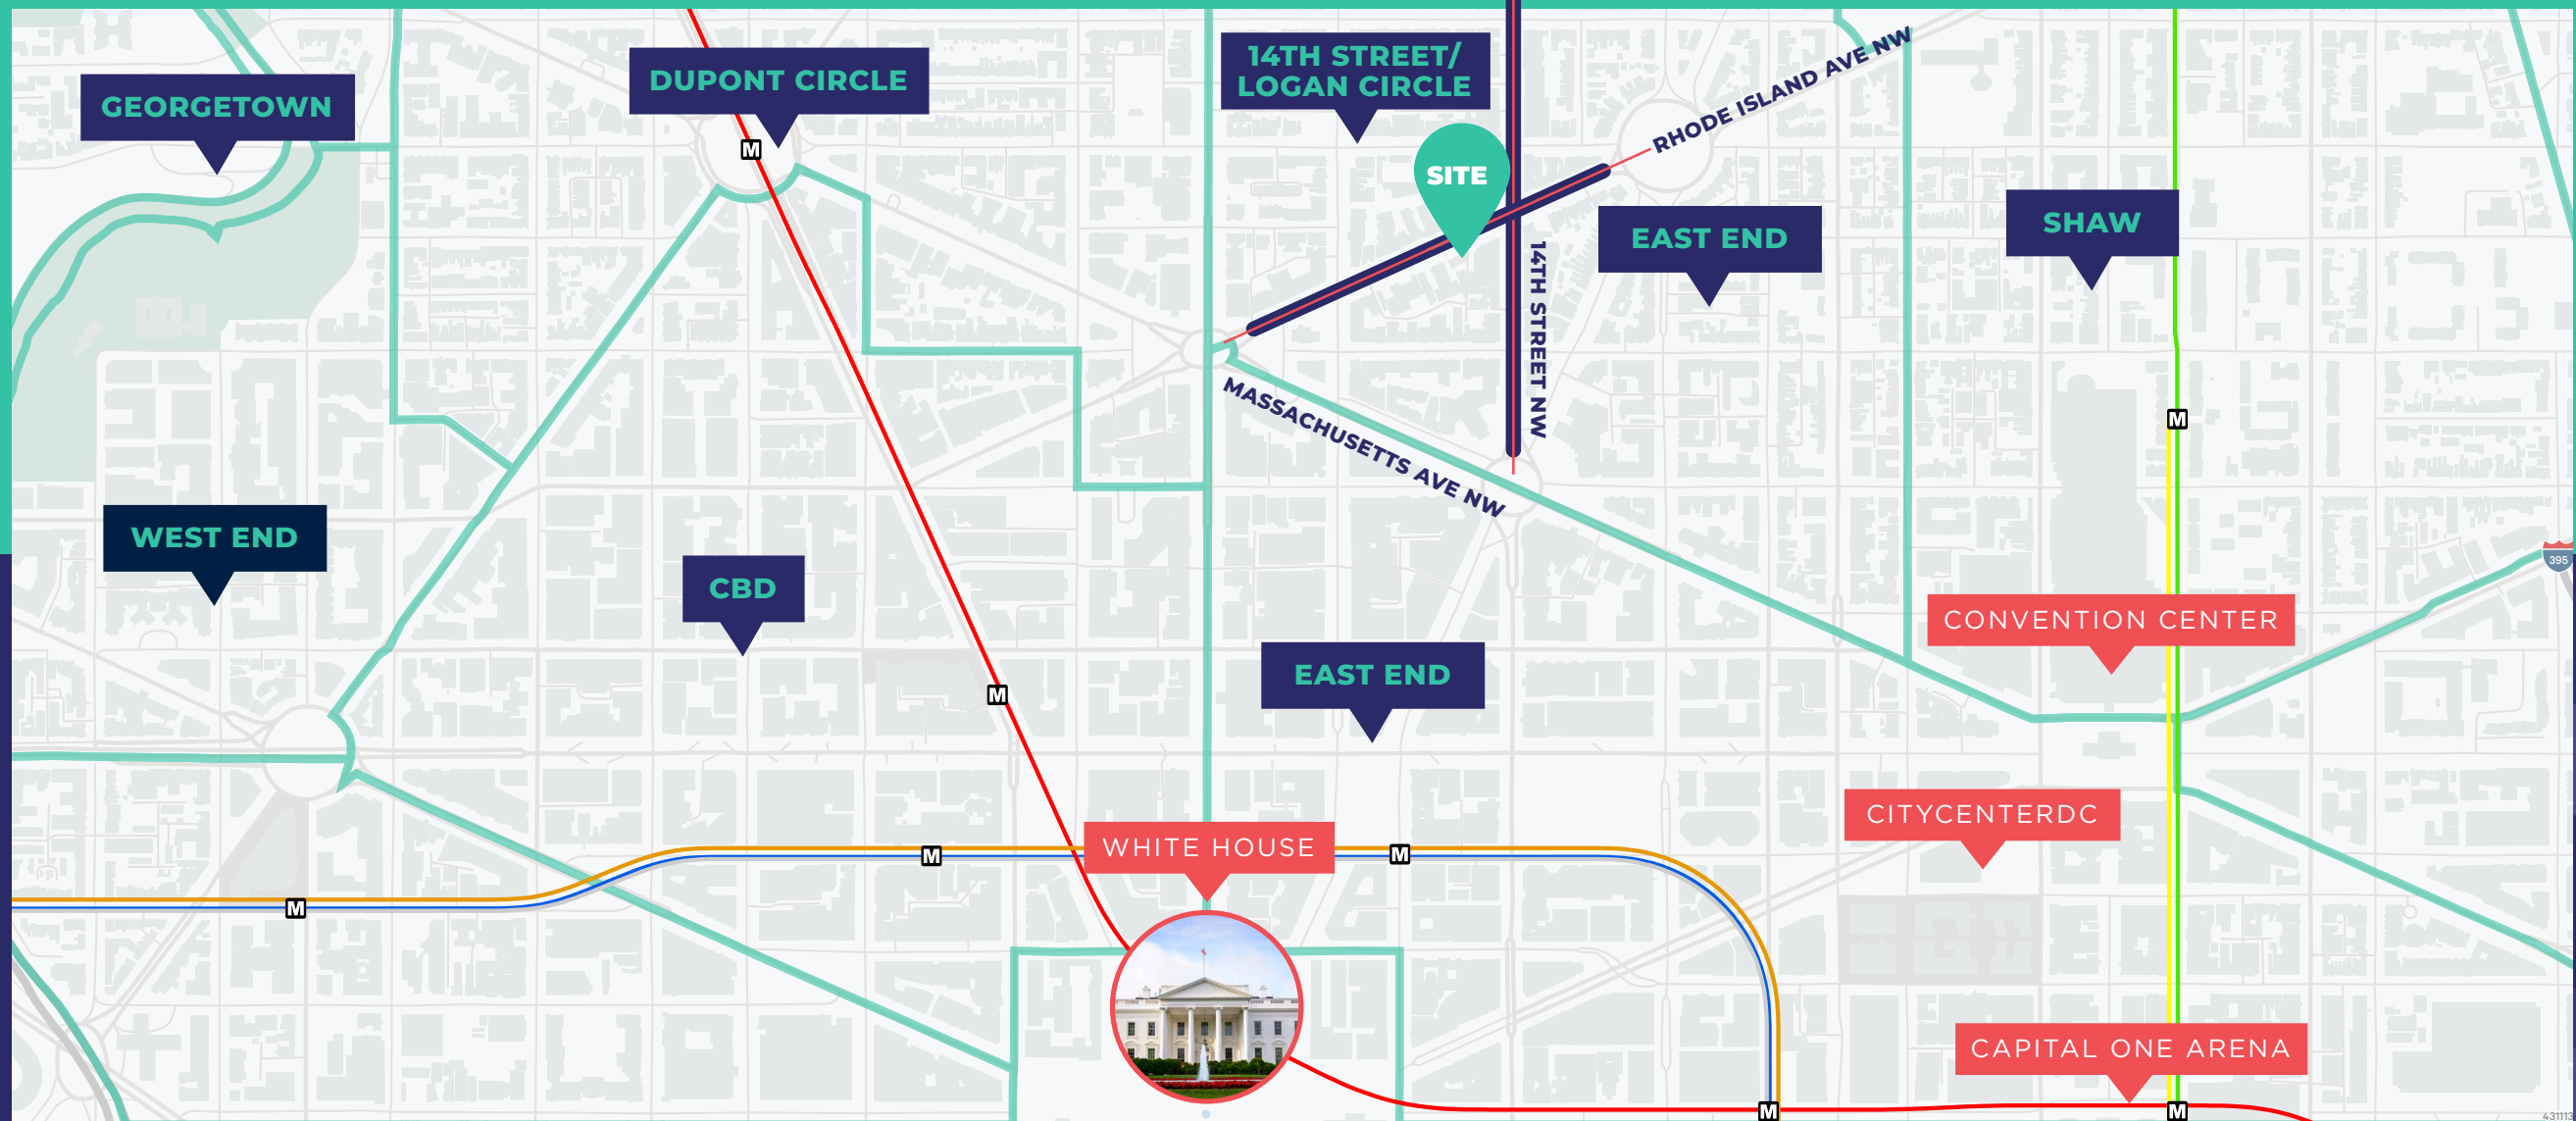 GEORGETOWN
DUPONT CIRCLE
14TH STREET/
LOGAN CIRCLE
RHODE ISLAND AVE NW
SITE
EAST END
SHAW
M
14TH STREET NW
MASSACHUSETTS AVE NW
M
WEST END
CBD
395
CONVENTION CENTER
EAST END
M
CITYCENTERDC
WHITE HOUSE
M
M
M
CAPITAL ONE ARENA
M
M
431113